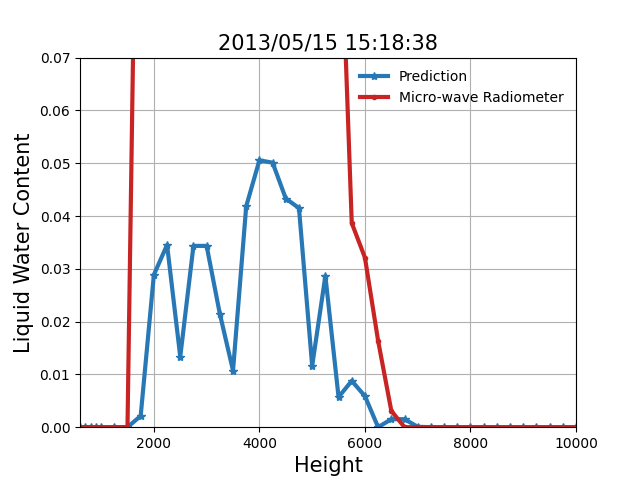 2013/05/15 15:18:38
0.07
0.06
0.05
0.04
0.03
0.02
0.01
0.00
Liquid Water Content
Prediction
Micro-wave Radiometer
2000 4000 6000 8000 10000
Height